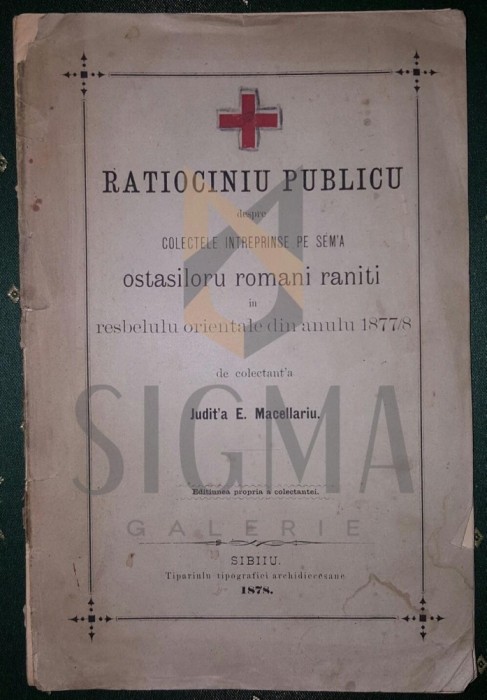 RATIOCINIU PUBLICU
despre
COLECTELE INTREPRINSE PE SEM'A
ostasiloru romani raniti
in
resbelulu orientale din anulu 1877/8
de colectant'a
Judit'a E. Macellariu.
SIGMA
Editiunea propria a colectantei.
GALERIE
SIBIIU.
Tipariulu tipografiei archidiecesane
1878.